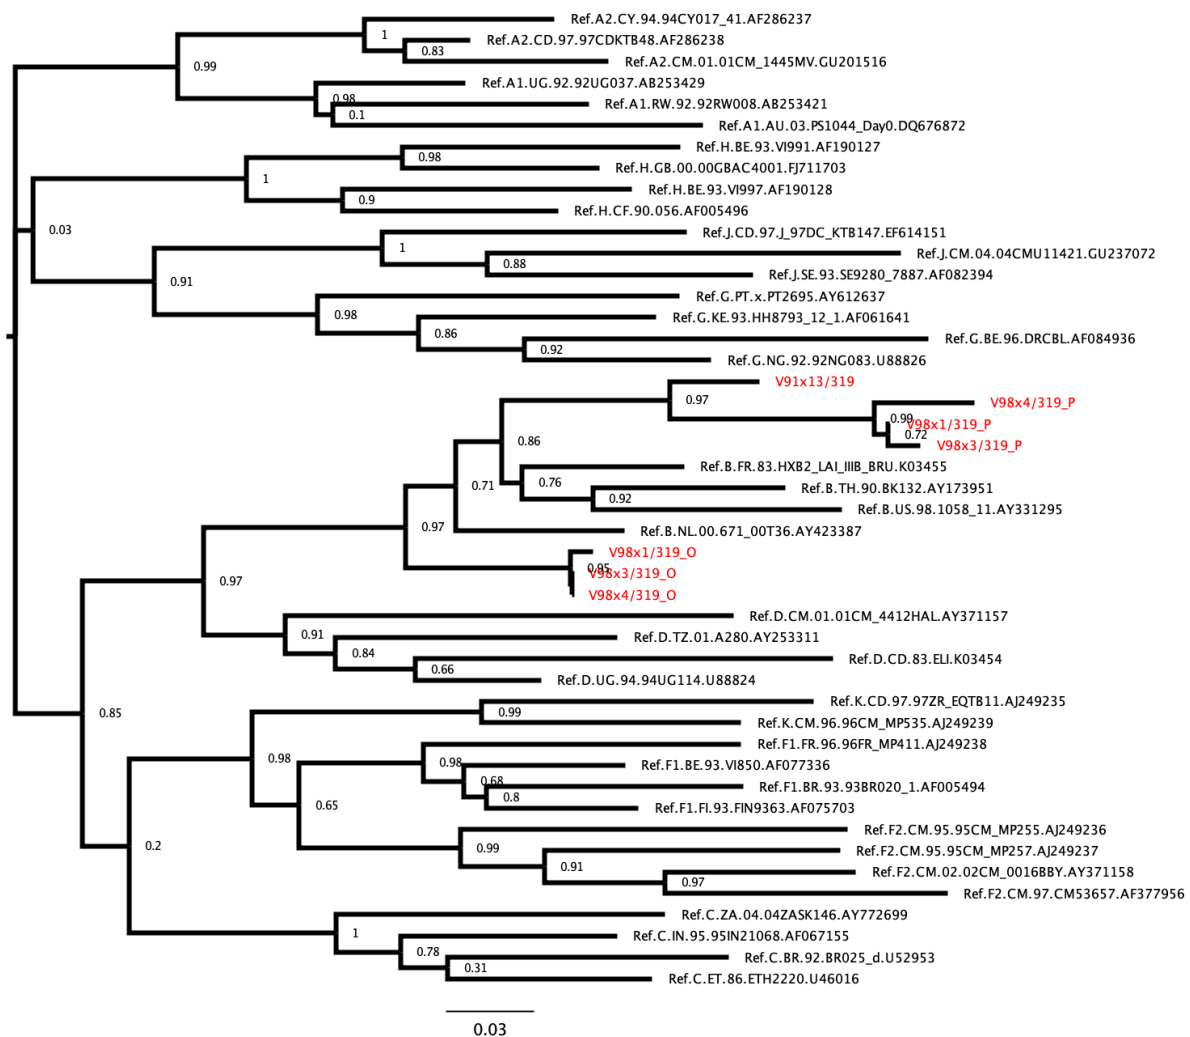 Ref.A2.CY.94.94CY017_41.AF286237
1
Ref.A2.CD.97.97CDKTB48.AF286238
0.83
Ref.A2.CM.01.01CM_1445MV.GU201516
0.99
Ref.A1.UG.92.92UG037.AB253429
0.98
Ref.A1.RW.92.92RW008.AB253421
0.1
Ref.A1.AU.03.PS1044_Day0.DQ676872
Ref.H.BE.93.VI991.AF190127
0.98
Ref.H.GB.00.00GBAC4001.FJ711703
1
Ref.H.BE.93.VI997.AF190128
0.9
Ref.H.CF.90.056.AF005496
0.03
Ref.J.CD.97.J_97DC_KTB147.EF614151
1
Ref.J.CM.04.04CMU11421.GU237072
0.88
Ref.J.SE.93.SE9280_7887.AF082394
0.91
Ref.G.PT.x.PT2695.AY612637
0.98
Ref.G.KE.93.HH8793_12_1.AF061641
0.86
Ref.G.BE.96.DRCBL.AF084936
0.92
Ref.G.NG.92.92NG083.U88826
V91x13/319
0.97
V98x4/319_P
0.99
V98x1/319_P
0.72
V98x3/319_P
0.86
Ref.B.FR.83.HXB2_LAI_IIIB_BRU.K03455
0.76
Ref.B.TH.90.BK132.AY173951
0.92
Ref.B.US.98.1058_11.AY331295
0.71
Ref.B.NL.00.671_00T36.AY423387
0.97
V98x1/319_O
0.95
V98x3/319_O
V98x4/319_O
0.97
Ref.D.CM.01.01CM_4412HAL.AY371157
0.91
Ref.D.TZ.01.A280.AY253311
0.84
Ref.D.CD.83.ELI.K03454
0.66
Ref.D.UG.94.94UG114.U88824
0.85
Ref.K.CD.97.97ZR_EQTB11.AJ249235
0.99
Ref.K.CM.96.96CM_MP535.AJ249239
0.98
Ref.F1.FR.96.96FR_MP411.AJ249238
0.98
Ref.F1.BE.93.VI850.AF077336
0.68
Ref.F1.BR.93.93BR020_1.AF005494
0.8
Ref.F1.FI.93.FIN9363.AF075703
0.65
Ref.F2.CM.95.95CM_MP255.AJ249236
0.99
Ref.F2.CM.95.95CM_MP257.AJ249237
0.91
Ref.F2.CM.02.02CM_0016BBY.AY371158
0.97
Ref.F2.CM.97.CM53657.AF377956
0.2
Ref.C.ZA.04.04ZASK146.AY772699
1
Ref.C.IN.95.95IN21068.AF067155
0.78
Ref.C.BR.92.BR025_d.U52953
0.31
Ref.C.ET.86.ETH2220.U46016
0.03